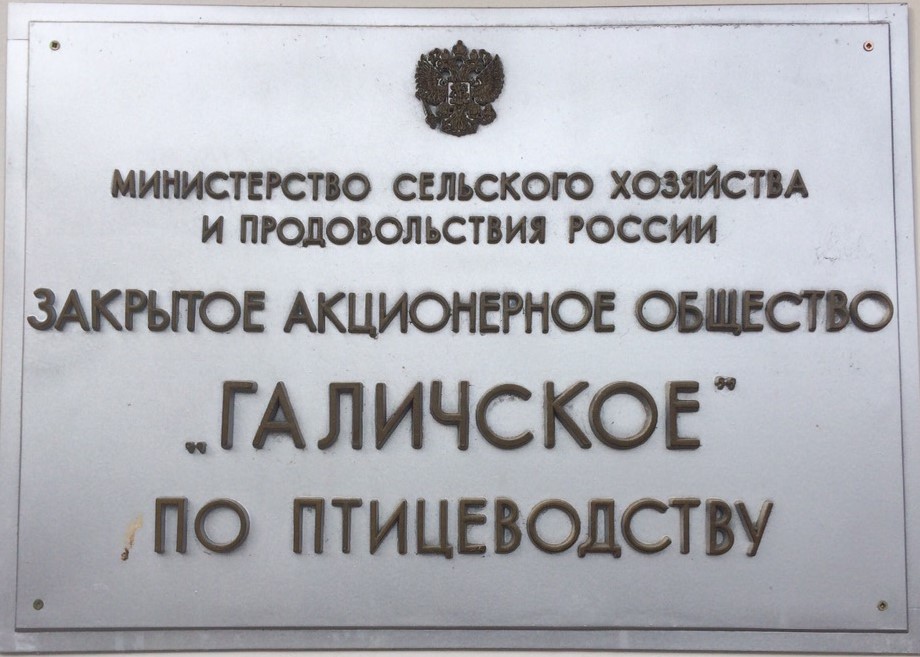 МИНИСТЕРСТВО СЕЛЬСКОГО ХОЗЯЙСТВА
И ПРОДОВОЛЬСТВИЯ РОССИИ
ЗАКРЫТОЕ АКЦИОНЕРНОЕ ОБЩЕСТВО
„ГАЛИЧСКОЕ”
ПО ПТИЦЕВОДСТВУ